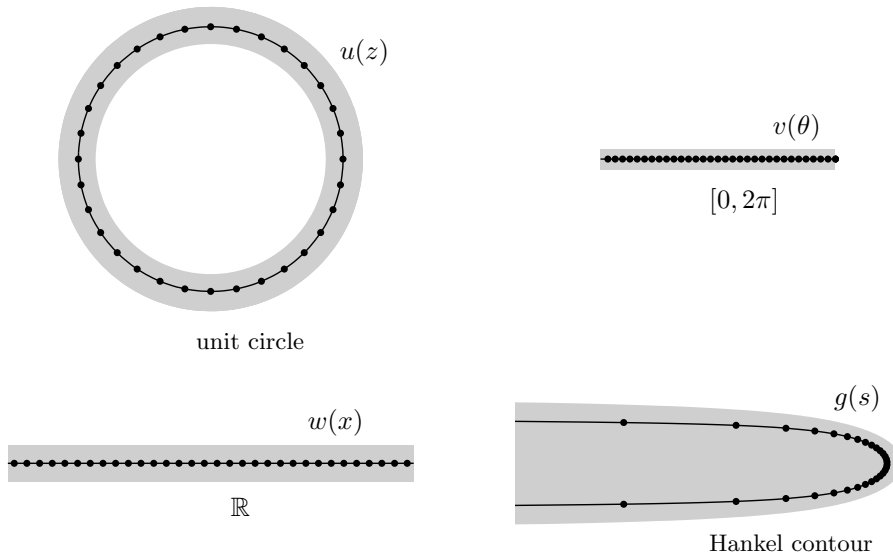 u(z)
v(θ)
[0, 2π]
unit circle
w(x)
g(s)
ℝ
Hankel contour